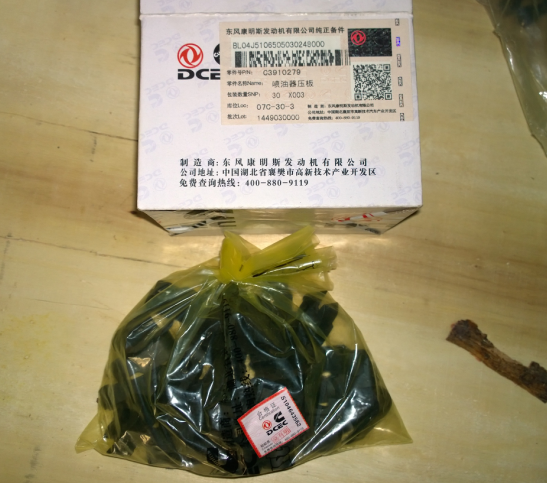 东风康明斯发动机有限公司纯正备件
BL04J5106505030248000
DCEC
零件号P/N: C3910279
零件名称Name: 喷油器压板
包装数量SNP: 30 X003
库位Loc: 07C-30-3
批次Lot: 1449030000
制造商:东风康明斯发动机有限公司
公司地址:中国湖北省襄樊市高新技术产业开发区
免费查询热线:400-880-9119
合格证
DCEC